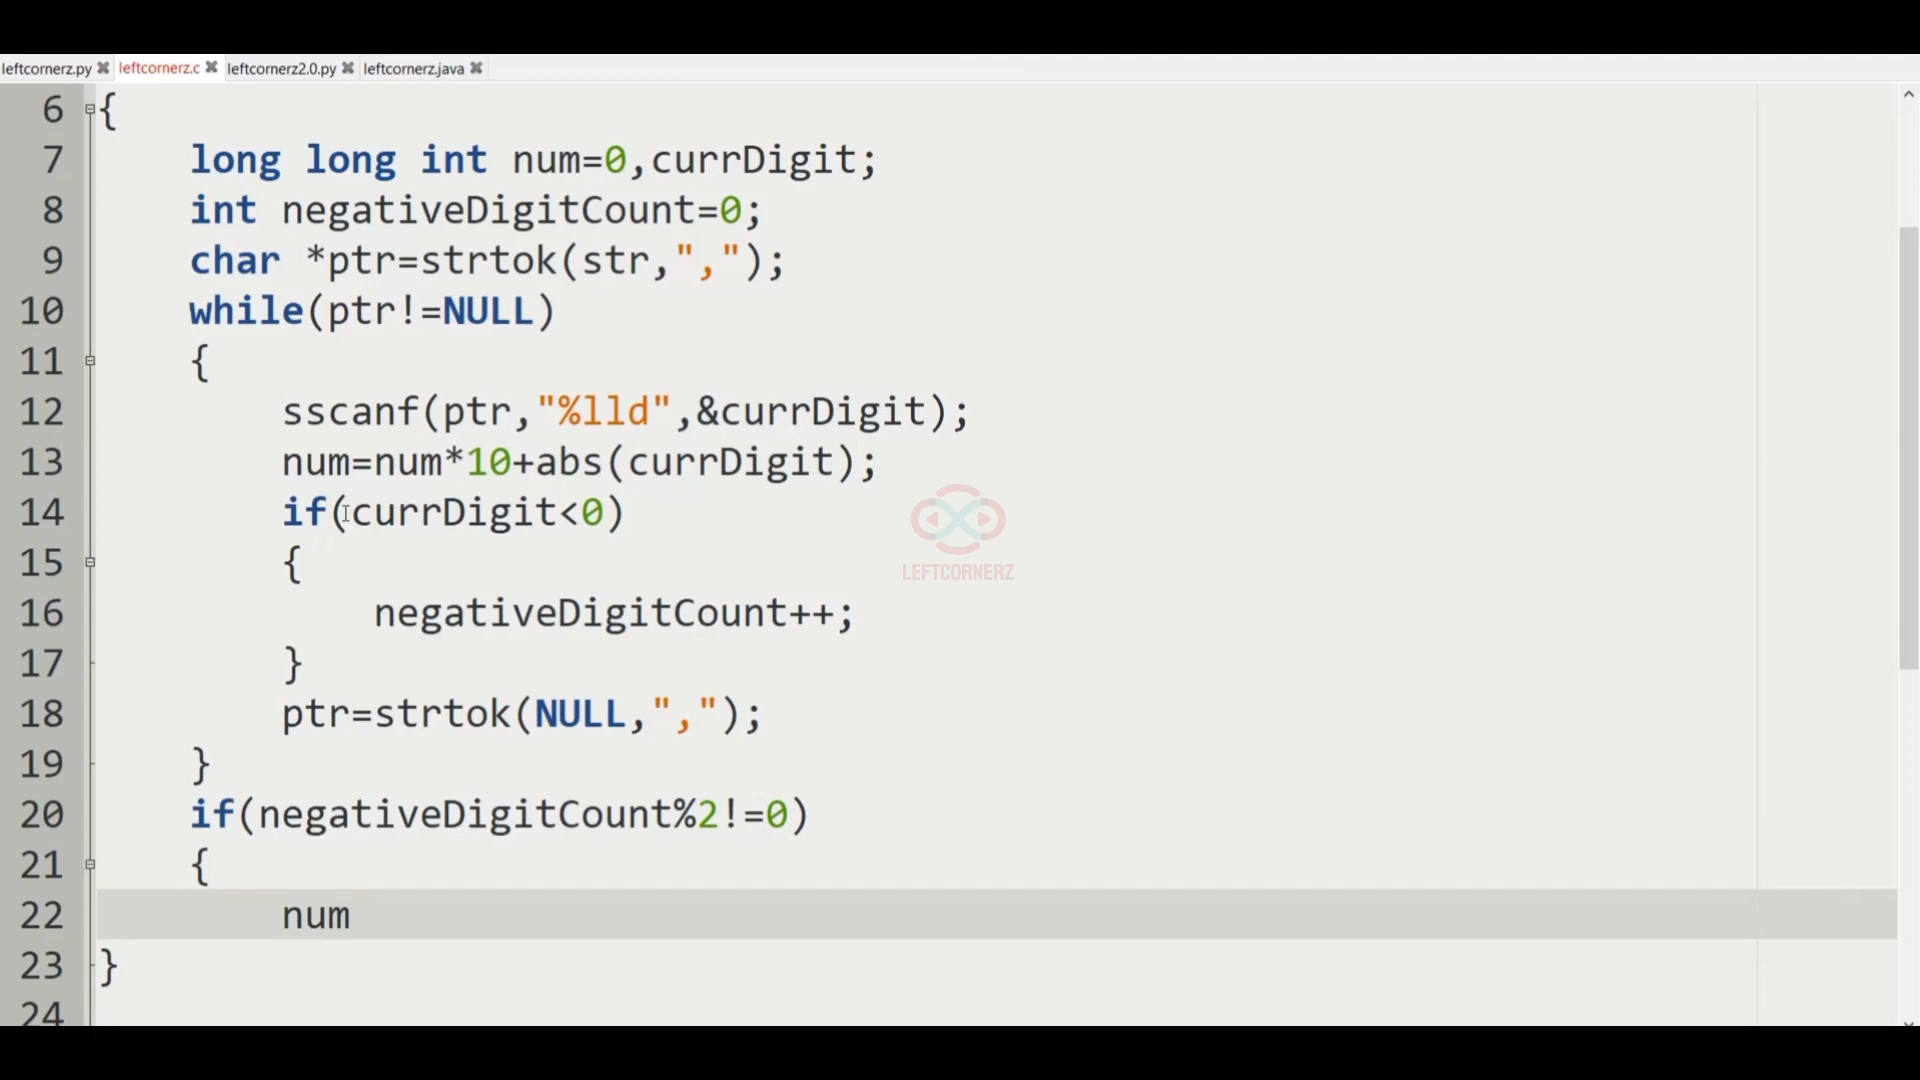 leftcornerz.py leftcornerz.c leftcornerz2.0.py leftcornerz.java
6 {
7 long long int num=0,currDigit;
8 int negativeDigitCount=0;
9 char *ptr=strtok(str,",");
10 while(ptr!=NULL)
11 {
12 sscanf(ptr,"%lld",&currDigit);
13 num=num*10+abs(currDigit);
14 if(currDigit<0)
15 {
16 negativeDigitCount++;
17 }
18 ptr=strtok(NULL,",");
19 }
20 if(negativeDigitCount%2!=0)
21 {
22 num
23 }
24
LEFTCORNERZ